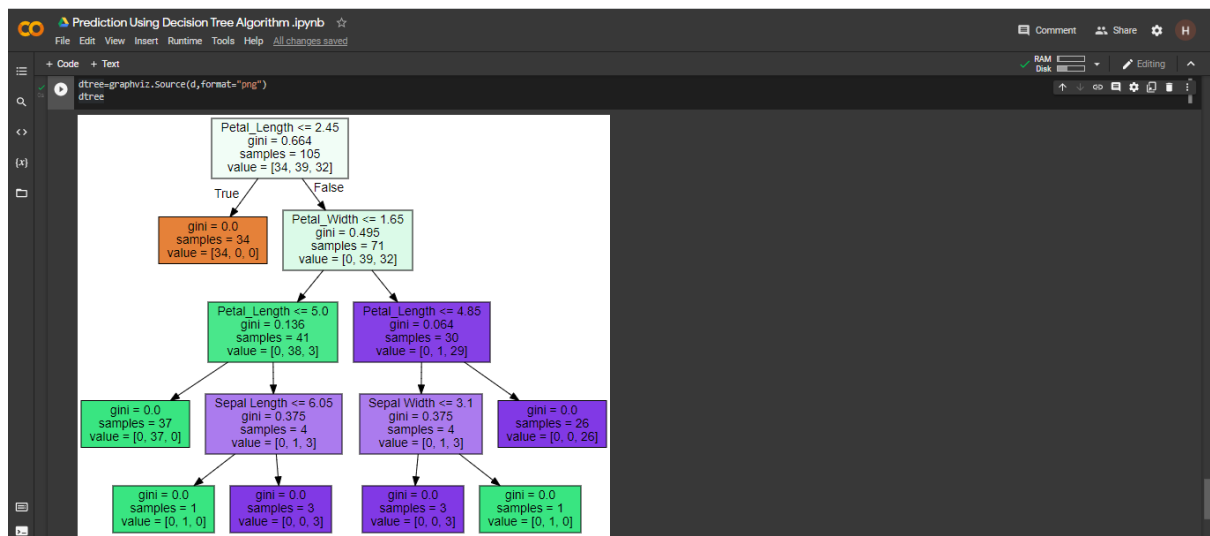 Prediction Using Decision Tree Algorithm .ipynb
File Edit View Insert Runtime Tools Help All changes saved
Comment Share H
+ Code + Text
RAM
Disk
Editing
dtree=graphviz.Source(d,format="png")
dtree
Petal_Length <= 2.45
gini = 0.664
samples = 105
value = [34, 39, 32]
True
False
gini = 0.0
samples = 34
value = [34, 0, 0]
Petal_Width <= 1.65
gini = 0.495
samples = 71
value = [0, 39, 32]
Petal_Length <= 5.0
gini = 0.136
samples = 41
value = [0, 38, 3]
Petal_Length <= 4.85
gini = 0.064
samples = 30
value = [0, 1, 29]
gini = 0.0
samples = 37
value = [0, 37, 0]
Sepal Length <= 6.05
gini = 0.375
samples = 4
value = [0, 1, 3]
Sepal Width <= 3.1
gini = 0.375
samples = 4
value = [0, 1, 3]
gini = 0.0
samples = 26
value = [0, 0, 26]
gini = 0.0
samples = 1
value = [0, 1, 0]
gini = 0.0
samples = 3
value = [0, 0, 3]
gini = 0.0
samples = 3
value = [0, 0, 3]
gini = 0.0
samples = 1
value = [0, 1, 0]